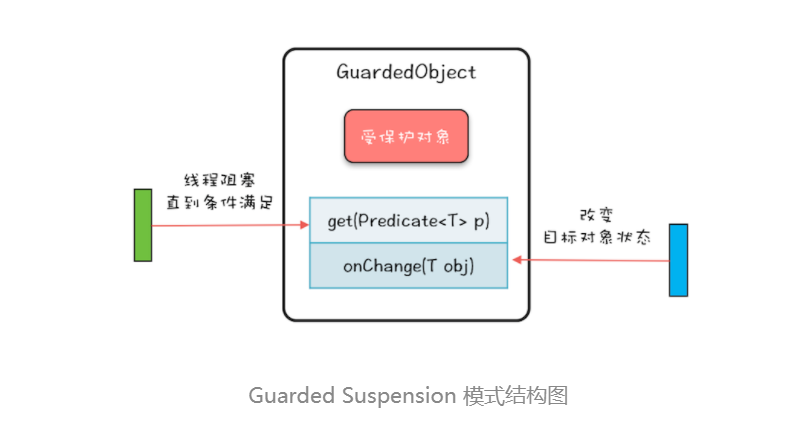 GuardedObject
受保护对象
线程阻塞
直到条件满足
get(Predicate<T> p)
onChange(T obj)
改变
目标对象状态
Guarded Suspension 模式结构图